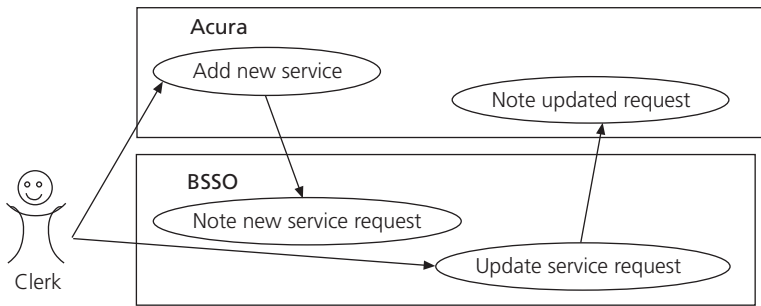 Acura
Add new service
Note updated request
BSSO
Note new service request
Update service request
Clerk